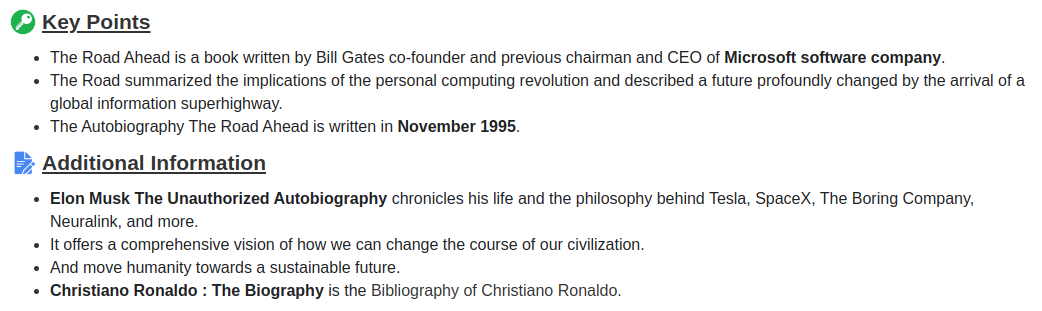 Key Points
The Road Ahead is a book written by Bill Gates co-founder and previous chairman and CEO of Microsoft software company.
The Road summarized the implications of the personal computing revolution and described a future profoundly changed by the arrival of a
global information superhighway.
The Autobiography The Road Ahead is written in November 1995.
Additional Information
Elon Musk The Unauthorized Autobiography chronicles his life and the philosophy behind Tesla, SpaceX, The Boring Company,
Neuralink, and more.
It offers a comprehensive vision of how we can change the course of our civilization.
And move humanity towards a sustainable future.
Christiano Ronaldo : The Biography is the Bibliography of Christiano Ronaldo.